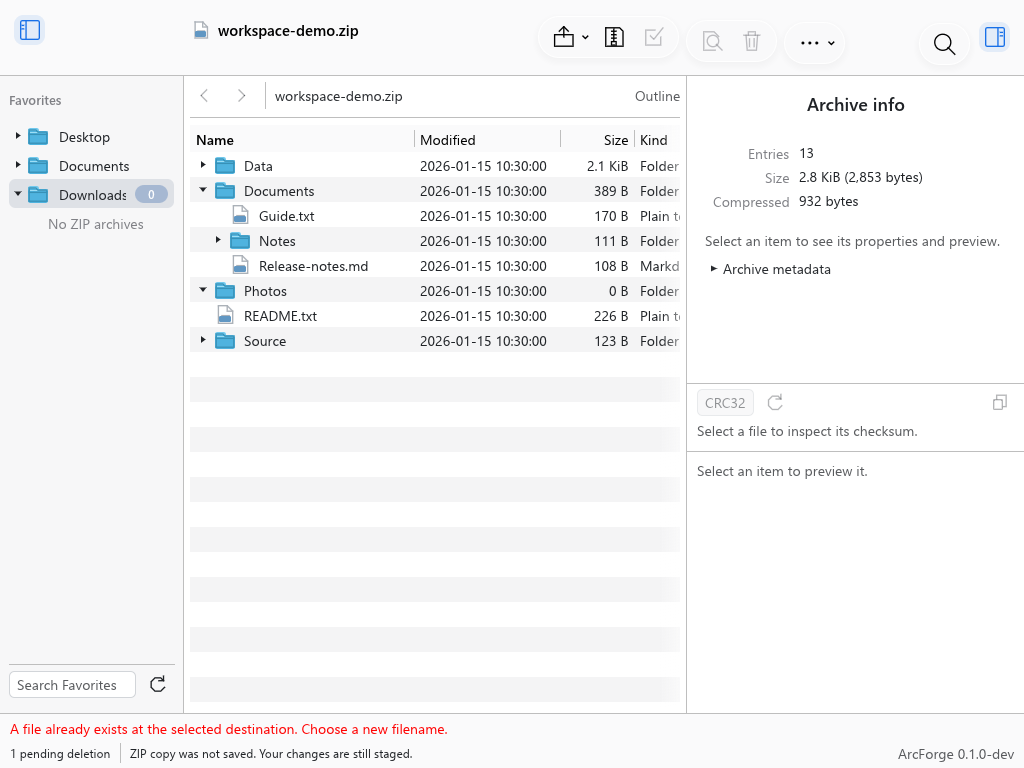 workspace-demo.zip
Favorites
Desktop
Documents
Downloads 0
No ZIP archives
Search Favorites
workspace-demo.zip
Outline
Name Modified Size Kind
Data 2026-01-15 10:30:00 2.1 KiB Folder
Documents 2026-01-15 10:30:00 389 B Folder
Guide.txt 2026-01-15 10:30:00 170 B Plain t
Notes 2026-01-15 10:30:00 111 B Folder
Release-notes.md 2026-01-15 10:30:00 108 B Markd
Photos 2026-01-15 10:30:00 0 B Folder
README.txt 2026-01-15 10:30:00 226 B Plain t
Source 2026-01-15 10:30:00 123 B Folder
Archive info
Entries 13
Size 2.8 KiB (2,853 bytes)
Compressed 932 bytes
Select an item to see its properties and preview.
Archive metadata
CRC32
Select a file to inspect its checksum.
Select an item to preview it.
A file already exists at the selected destination. Choose a new filename.
1 pending deletion
ZIP copy was not saved. Your changes are still staged.
ArcForge 0.1.0-dev